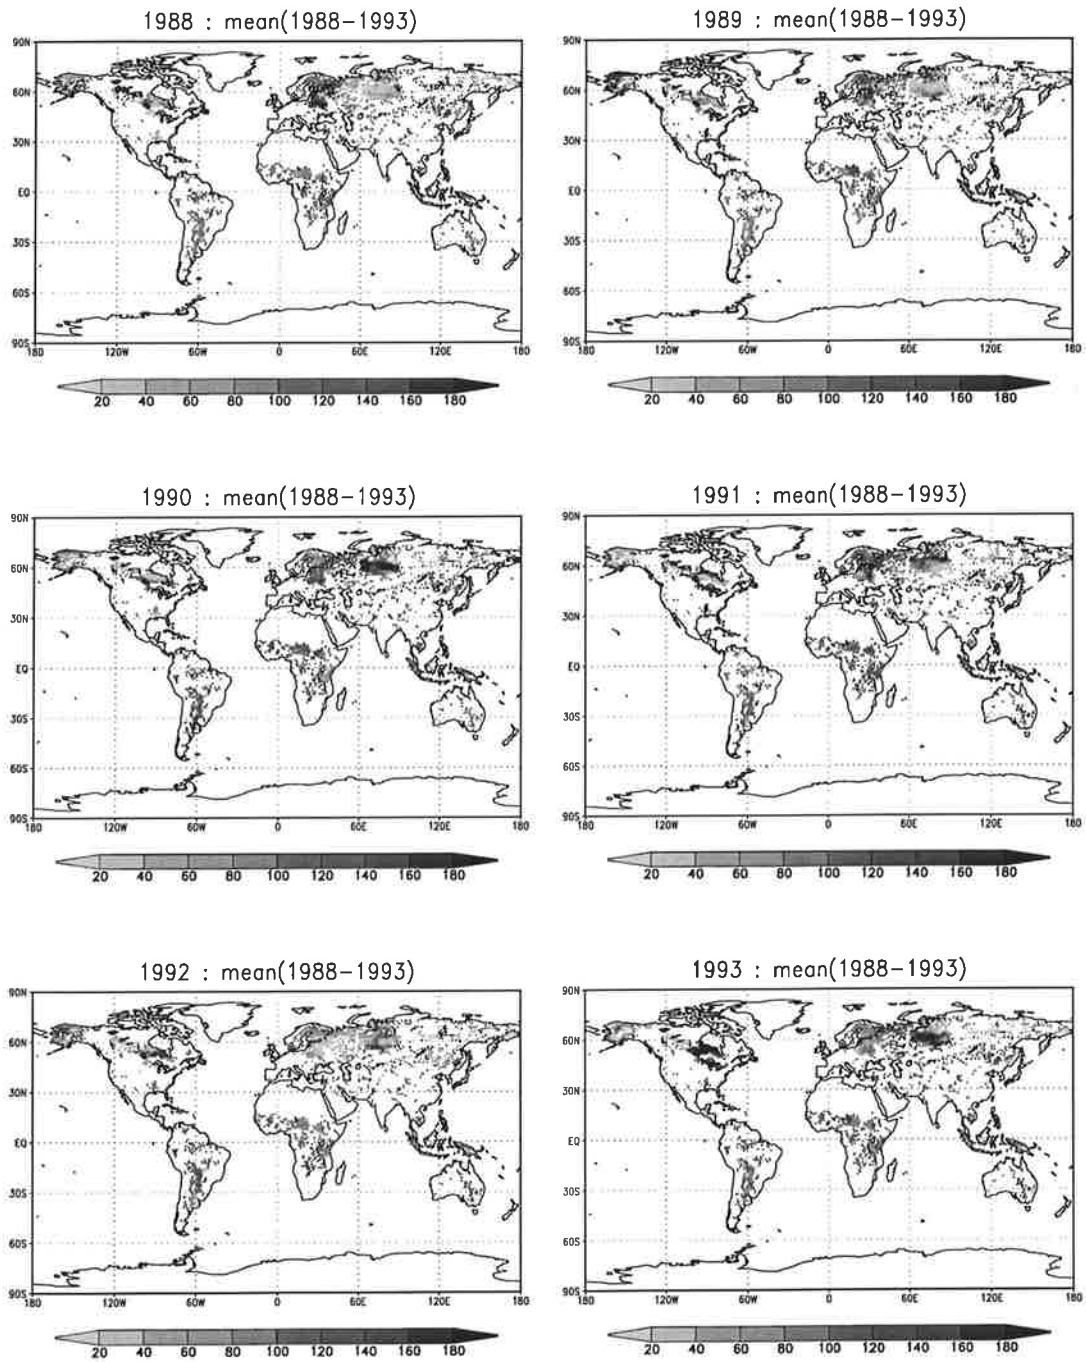 1988 : mean(1988-1993)
90N
60N
30N
EQ
30S
60S
90S
180 120W 60W 0 60E 120E 180
20 40 60 80 100 120 140 160 180
1989 : mean(1988-1993)
90N
60N
30N
EQ
30S
60S
90S
180 120W 60W 0 60E 120E 180
20 40 60 80 100 120 140 160 180
1990 : mean(1988-1993)
90N
60N
30N
EQ
30S
60S
90S
180 120W 60W 0 60E 120E 180
20 40 60 80 100 120 140 160 180
1991 : mean(1988-1993)
90N
60N
30N
EQ
30S
60S
90S
180 120W 60W 0 60E 120E 180
20 40 60 80 100 120 140 160 180
1992 : mean(1988-1993)
90N
60N
30N
EQ
30S
60S
90S
180 120W 60W 0 60E 120E 180
20 40 60 80 100 120 140 160 180
1993 : mean(1988-1993)
90N
60N
30N
EQ
30S
60S
90S
180 120W 60W 0 60E 120E 180
20 40 60 80 100 120 140 160 180